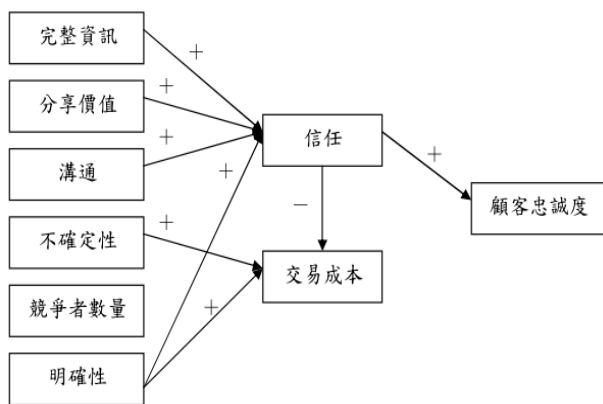 完整資訊
+
分享價值
+
信任
+
溝通
+
+
顧客忠誠度
不確定性
+
−
交易成本
競爭者數量
+
明確性